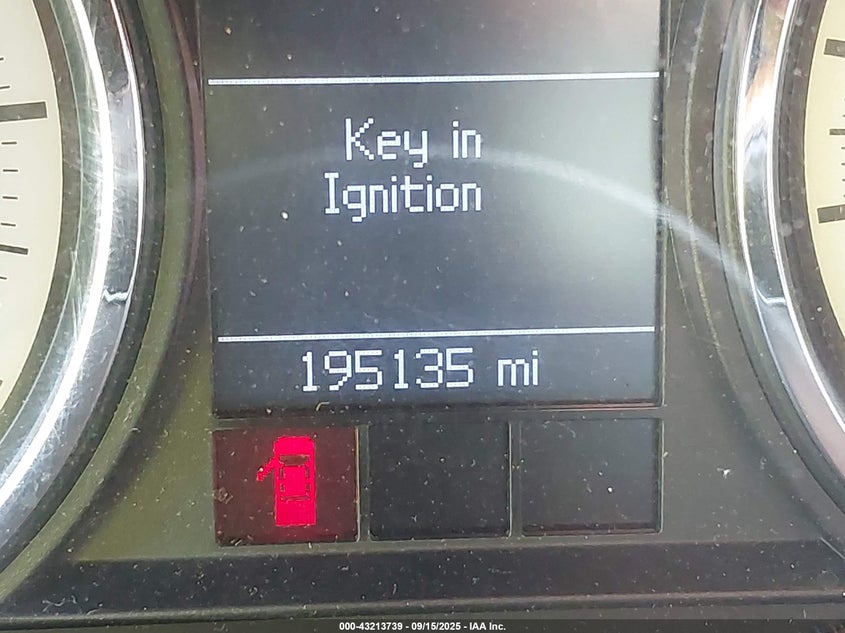 Key in
Ignition
195135 mi
000-43213739 - 09/15/2025 - IAA Inc.